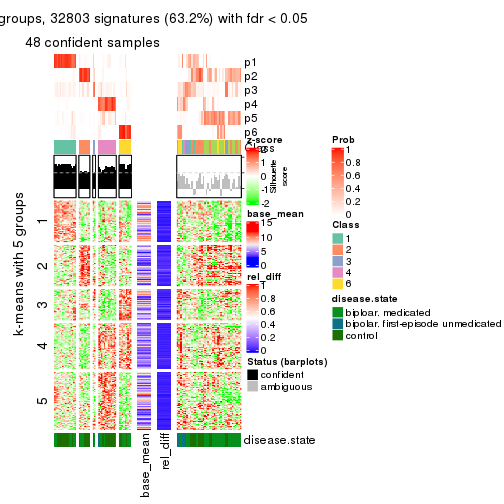 groups, 32803 signatures (63.2%) with fdr < 0.05
48 confident samples
p1
p2
p3
p4
p5
p6
Class
Silhouette
score
k-means with 5 groups
1
2
3
4
5
base_mean
rel_diff
disease.state
z-score
2
1
0
-1
-2
base_mean
15
10
5
0
rel_diff
1
0.8
0.6
0.4
0.2
0
Status (barplots)
confident
ambiguous
Prob
1
0.8
0.6
0.4
0.2
0
Class
1
2
3
4
6
disease.state
biploar. medicated
bipolar. first-episode unmedicated
control